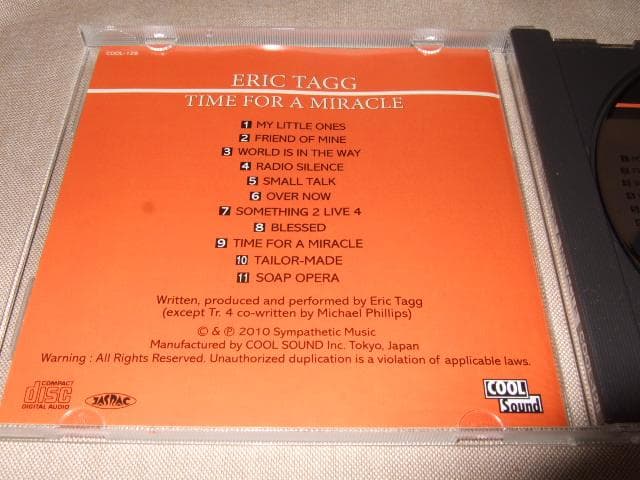 COOL-128
ERIC TAGG
TIME FOR A MIRACLE
1 MY LITTLE ONES
2 FRIEND OF MINE
3 WORLD IS IN THE WAY
4 RADIO SILENCE
5 SMALL TALK
6 OVER NOW
7 SOMETHING 2 LIVE 4
8 BLESSED
9 TIME FOR A MIRACLE
10 TAILOR-MADE
11 SOAP OPERA
Written, produced and performed by Eric Tagg
(except Tr. 4 co-written by Michael Phillips)
© & ℗ 2010 Sympathetic Music
Manufactured by COOL SOUND Inc. Tokyo, Japan
Warning : All Rights Reserved. Unauthorized duplication is a violation of applicable laws.
COMPACT
disc
DIGITAL AUDIO
JASRAC
COOL
Sound